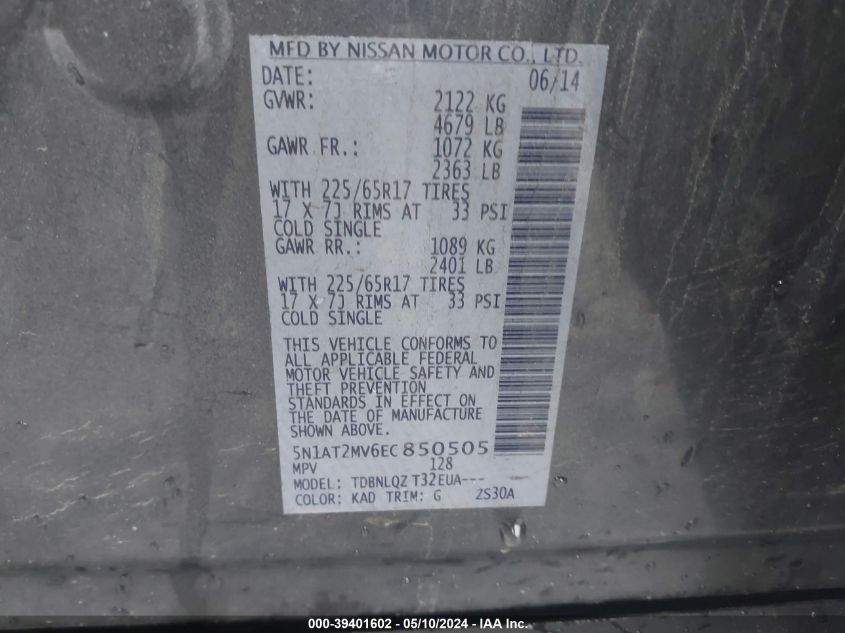 MFD BY NISSAN MOTOR CO., LTD.
DATE: 06/14
GVWR: 2122 KG
4679 LB
GAWR FR.: 1072 KG
2363 LB
WITH 225/65R17 TIRES
17 X 7J RIMS AT 33 PSI
COLD SINGLE
GAWR RR.: 1089 KG
2401 LB
WITH 225/65R17 TIRES
17 X 7J RIMS AT 33 PSI
COLD SINGLE
THIS VEHICLE CONFORMS TO
ALL APPLICABLE FEDERAL
MOTOR VEHICLE SAFETY AND
THEFT PREVENTION
STANDARDS IN EFFECT ON
THE DATE OF MANUFACTURE
SHOWN ABOVE.
5N1AT2MV6EC850505
MPV 128
MODEL: TDBNLQZ T32EUA---
COLOR: KAD TRIM: G ZS30A
000-39401602 - 05/10/2024 - IAA Inc.